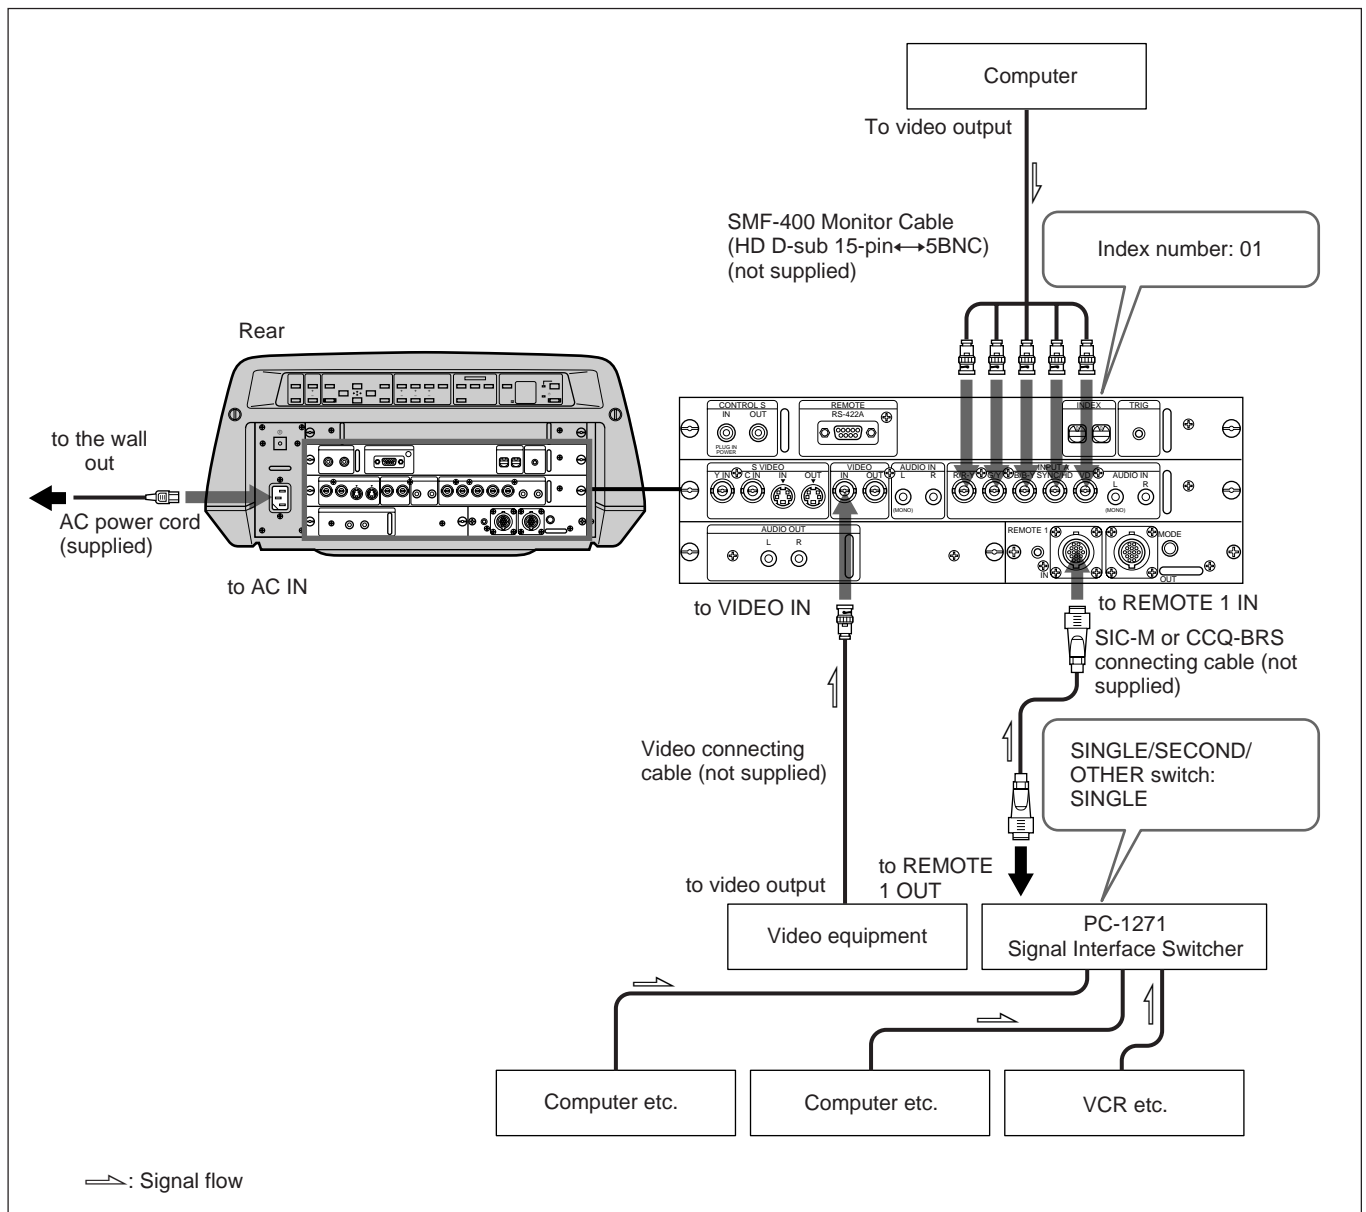 Computer
To video output
SMF-400 Monitor Cable
(HD D-sub 15-pin↔5BNC)
(not supplied)
Index number: 01
Rear
to the wall
out
AC power cord
(supplied)
to AC IN
CONTROL S
IN OUT
PLUG IN
POWER
REMOTE
RS-422A
INDEX
TRIG
S VIDEO
Y IN C IN IN OUT
VIDEO
IN OUT
AUDIO IN
L R
(MONO)
INPUT A
SYNC/HD VD
AUDIO IN
L R
(MONO)
AUDIO OUT
L R
REMOTE 1
IN
MODE
OUT
to VIDEO IN
to REMOTE 1 IN
SIC-M or CCQ-BRS
connecting cable (not
supplied)
Video connecting
cable (not supplied)
SINGLE/SECOND/
OTHER switch:
SINGLE
to REMOTE
1 OUT
to video output
Video equipment
PC-1271
Signal Interface Switcher
Computer etc.
Computer etc.
VCR etc.
: Signal flow